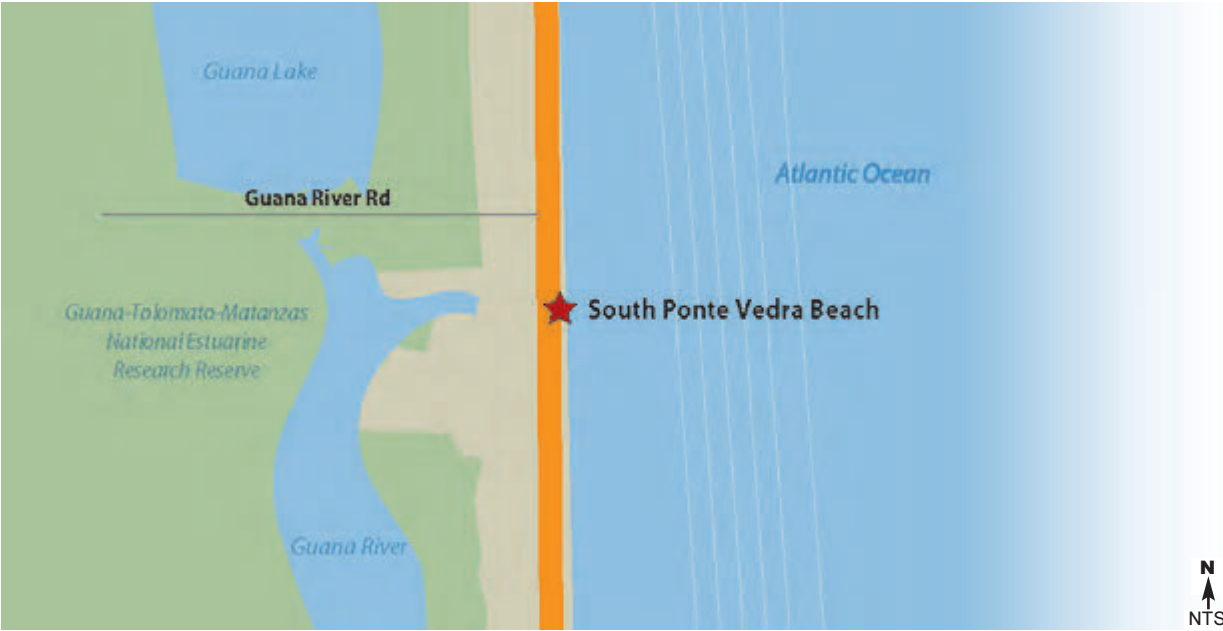 Guana Lake
Atlantic Ocean
Guana River Rd
Guana-Tolomato-Matanzas
National Estuarine
Research Reserve
South Ponte Vedra Beach
Guana River
N
NTS